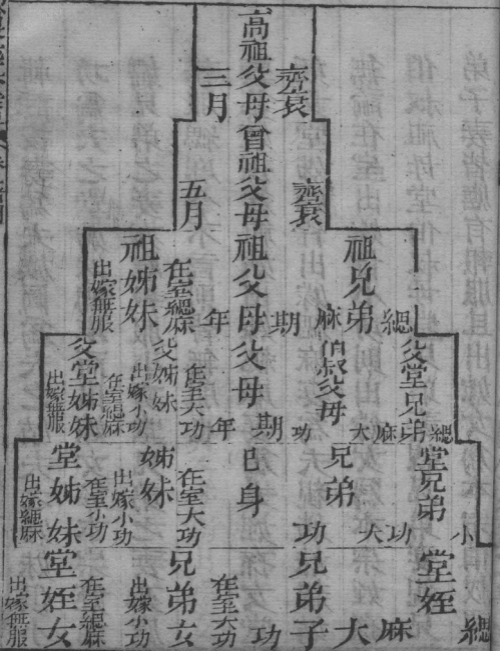 齊衰
高祖父母
三月
齊衰
曾祖父母
五月
祖兄弟
緦麻
祖父母
期年
祖姊妹
在室緦麻
出嫁無服
父堂兄弟
緦麻
伯叔父母
大功
父母
期年
父姊妹
在室大功
出嫁小功
父堂姊妹
在室緦麻
出嫁無服
堂兄弟
小功
兄弟
大功
己身
姊妹
在室大功
出嫁小功
堂姊妹
在室小功
出嫁緦麻
堂姪
緦麻
兄弟子
大功
兄弟女
在室大功
出嫁小功
堂姪女
在室緦麻
出嫁無服